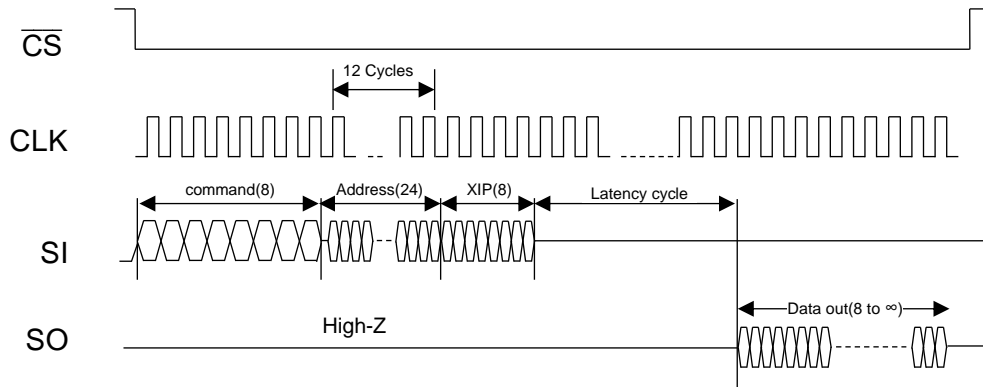 CS
12 Cycles
CLK
command(8)
Address(24)
XIP(8)
Latency cycle
SI
Data out(8 to ∞)
High-Z
SO